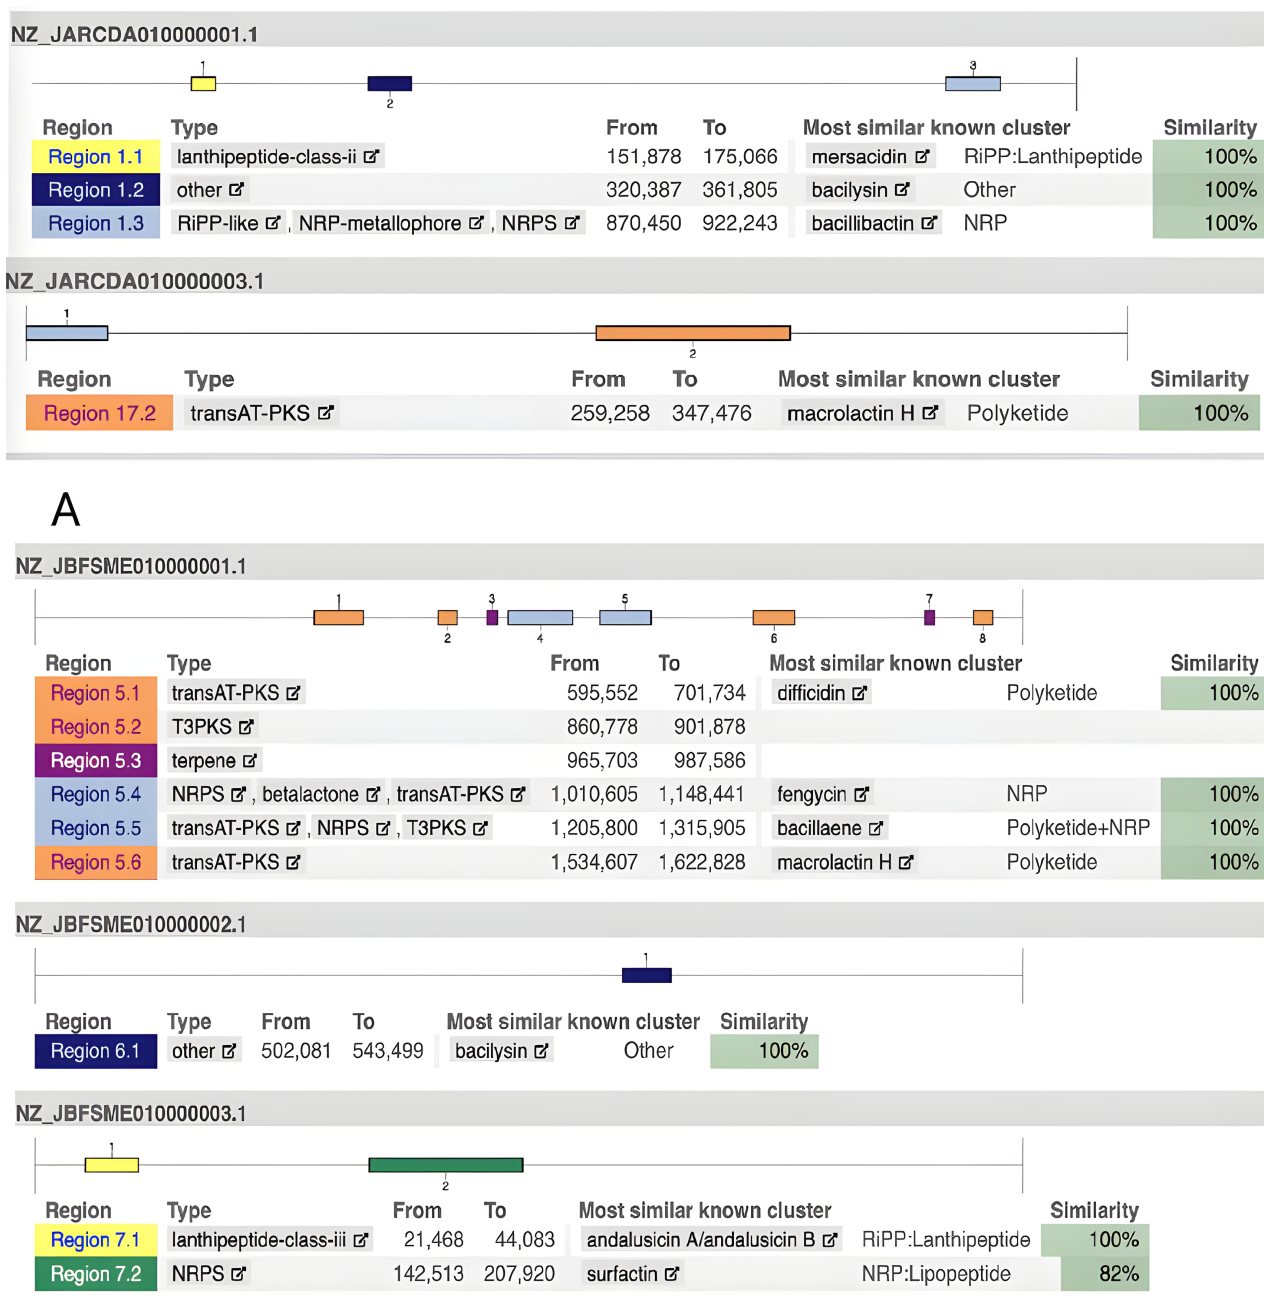 NZ_JARCDA010000001.1
1
3
2
Region Type From To Most similar known cluster Similarity
Region 1.1 lanthipeptide-class-ii 151,878 175,066 mersacidin RiPP:Lanthipeptide 100%
Region 1.2 other 320,387 361,805 bacilysin Other 100%
Region 1.3 RiPP-like , NRP-metallophore , NRPS 870,450 922,243 bacillibactin NRP 100%
NZ_JARCDA010000003.1
1
2
Region Type From To Most similar known cluster Similarity
Region 17.2 transAT-PKS 259,258 347,476 macrolactin H Polyketide 100%
A
NZ_JBFSME010000001.1
1 3 5 7
2 4 6 8
Region Type From To Most similar known cluster Similarity
Region 5.1 transAT-PKS 595,552 701,734 difficidin Polyketide 100%
Region 5.2 T3PKS 860,778 901,878
Region 5.3 terpene 965,703 987,586
Region 5.4 NRPS , betalactone , transAT-PKS 1,010,605 1,148,441 fengycin NRP 100%
Region 5.5 transAT-PKS , NRPS , T3PKS 1,205,800 1,315,905 bacillaene Polyketide+NRP 100%
Region 5.6 transAT-PKS 1,534,607 1,622,828 macrolactin H Polyketide 100%
NZ_JBFSME010000002.1
1
Region Type From To Most similar known cluster Similarity
Region 6.1 other 502,081 543,499 bacilysin Other 100%
NZ_JBFSME010000003.1
1
2
Region Type From To Most similar known cluster Similarity
Region 7.1 lanthipeptide-class-iii 21,468 44,083 andalusicin A/andalusicin B RiPP:Lanthipeptide 100%
Region 7.2 NRPS 142,513 207,920 surfactin NRP:Lipopeptide 82%